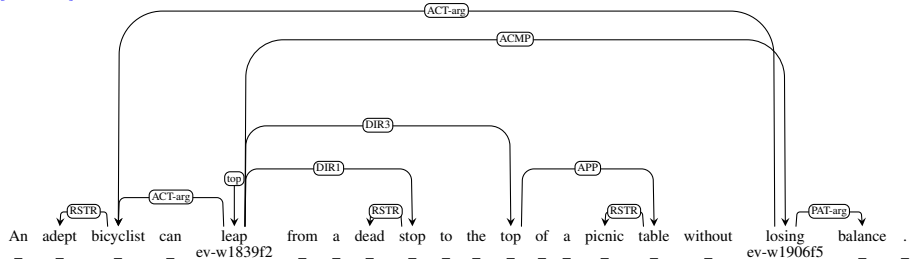 ACT-arg
ACMP
DIR3
top DIR1 APP
RSTR ACT-arg RSTR RSTR PAT-arg
An adept bicyclist can leap from a dead stop to the top of a picnic table without losing balance .
_ _ _ _ ev-w1839f2 _ _ _ _ _ _ _ _ _ _ _ _ ev-w1906f5 _ _